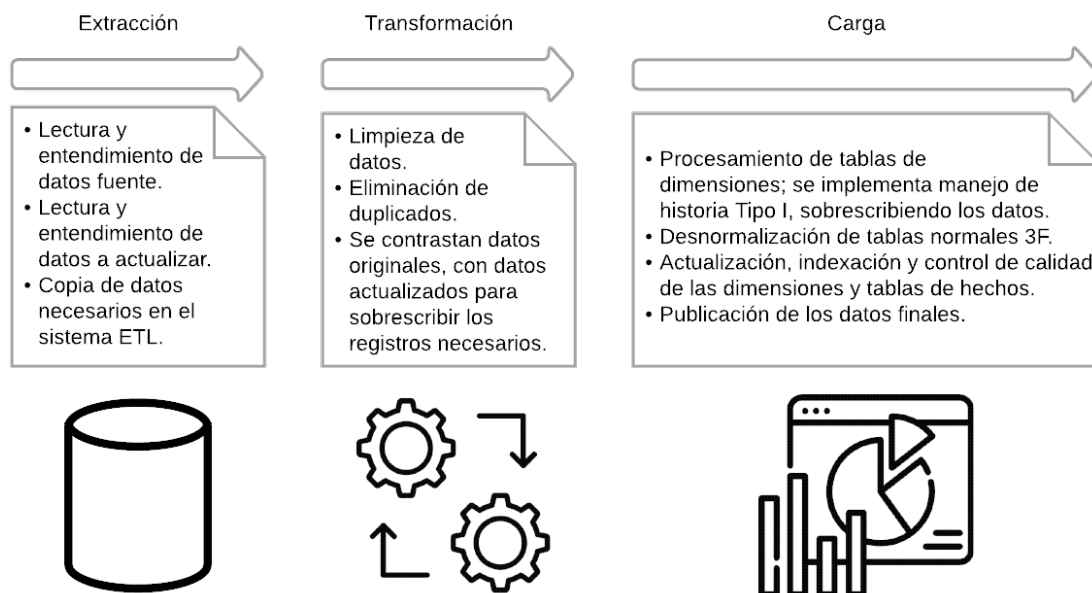 Extracción
Transformación
Carga
• Lectura y
entendimiento de
datos fuente.
• Lectura y
entendimiento de
datos a actualizar.
• Copia de datos
necesarios en el
sistema ETL.
• Limpieza de
datos.
• Eliminación de
duplicados.
• Se contrastan datos
originales, con datos
actualizados para
sobrescribir los
registros necesarios.
• Procesamiento de tablas de
dimensiones; se implementa manejo de
historia Tipo I, sobrescribiendo los datos.
• Desnormalización de tablas normales 3F.
• Actualización, indexación y control de calidad
de las dimensiones y tablas de hechos.
• Publicación de los datos finales.